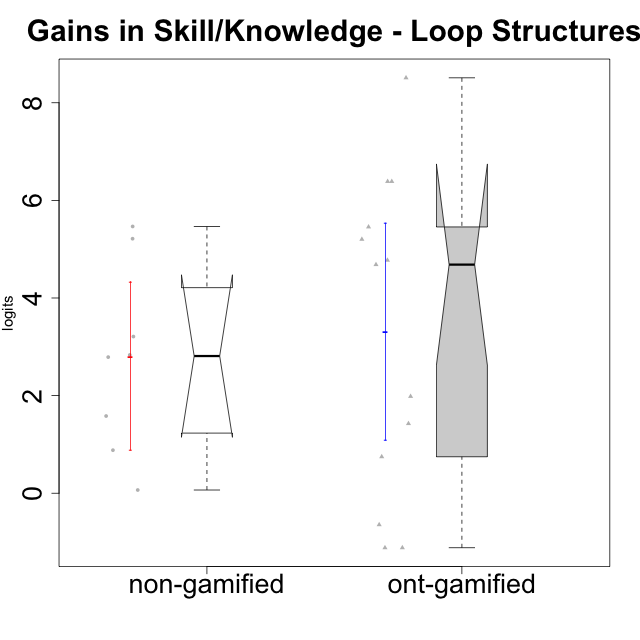 Gains in Skill/Knowledge - Loop Structures
8
6
4
2
0
logits
non-gamified
ont-gamified